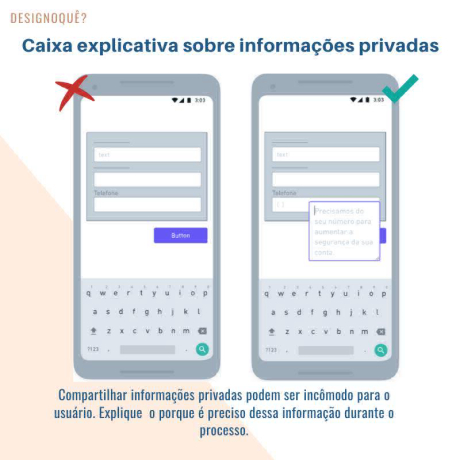 DESIGNOQUÊ?
Caixa explicativa sobre informações privadas
3:03
text
Telefone
Button
q w e r t y u i o p
a s d f g h j k l
z x c v b n m
?123 , .
3:03
text
Telefone
( )
Precisamos do
seu número para
aumentar a
segurança da sua
conta
q w e r t y u i o p
a s d f g h j k l
z x c v b n m
?123 , .
Compartilhar informações privadas podem ser incômodo para o
usuário. Explique o porque é preciso dessa informação durante o
processo.